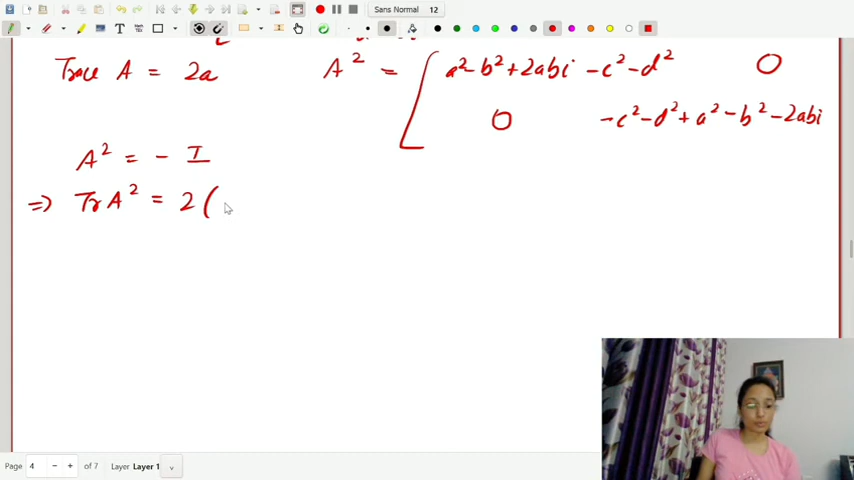 Sans Normal 12
Trace A = 2a
A² = [ a²-b²+2abi -c²-d² 0
0 -c²-d²+a²-b²-2abi
A² = - I
=> Tr A² = 2 (
Page 4 of 7 Layer Layer 1